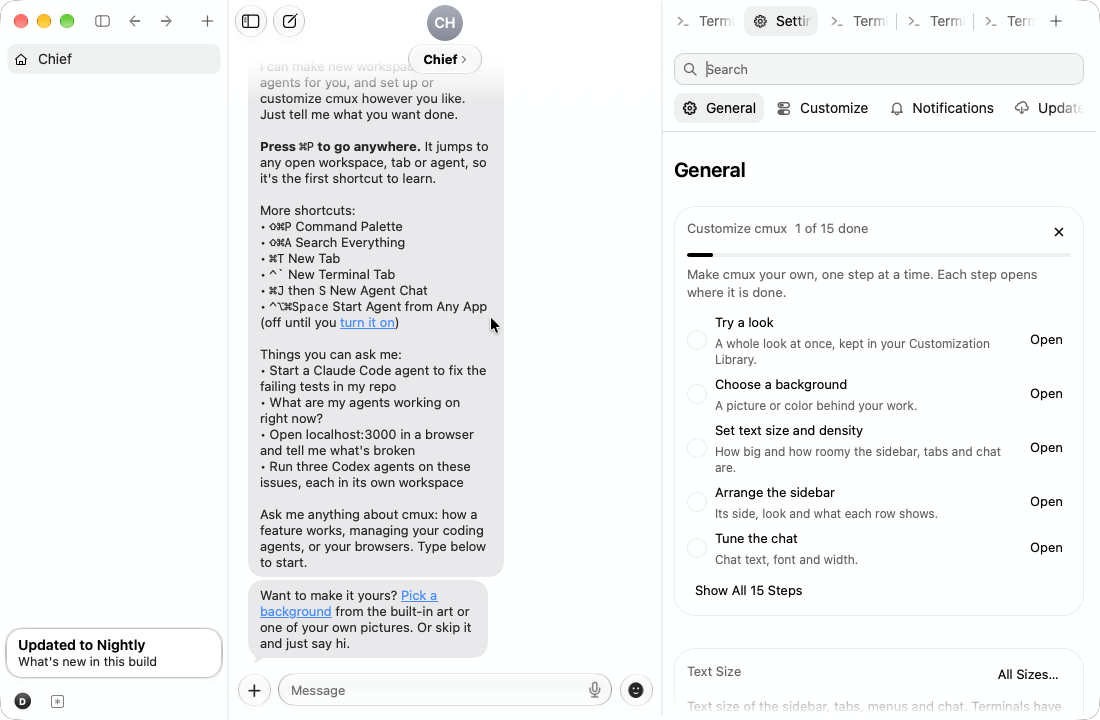 Chief
Updated to Nightly
What's new in this build
D
CH
Chief
I can make new
agents for you, and set up or
customize cmux however you like.
Just tell me what you want done.
Press ⌘P to go anywhere. It jumps to
any open workspace, tab or agent, so
it's the first shortcut to learn.
More shortcuts:
• ⇧⌘P Command Palette
• ⇧⌘A Search Everything
• ⌘T New Tab
• ^` New Terminal Tab
• ⌘J then S New Agent Chat
• ^⌥⌘Space Start Agent from Any App
(off until you turn it on)
Things you can ask me:
• Start a Claude Code agent to fix the
failing tests in my repo
• What are my agents working on
right now?
• Open localhost:3000 in a browser
and tell me what's broken
• Run three Codex agents on these
issues, each in its own workspace
Ask me anything about cmux: how a
feature works, managing your coding
agents, or your browsers. Type below
to start.
Want to make it yours? Pick a
background from the built-in art or
one of your own pictures. Or skip it
and just say hi.
Message
Termi Settin Termi Termi Term
Search
General Customize Notifications Update
General
Customize cmux 1 of 15 done
Make cmux your own, one step at a time. Each step opens
where it is done.
Try a look
A whole look at once, kept in your Customization
Library.
Open
Choose a background
A picture or color behind your work.
Open
Set text size and density
How big and how roomy the sidebar, tabs and chat
are.
Open
Arrange the sidebar
Its side, look and what each row shows.
Open
Tune the chat
Chat text, font and width.
Open
Show All 15 Steps
Text Size
All Sizes...
Text size of the sidebar, tabs, menus and chat. Terminals have